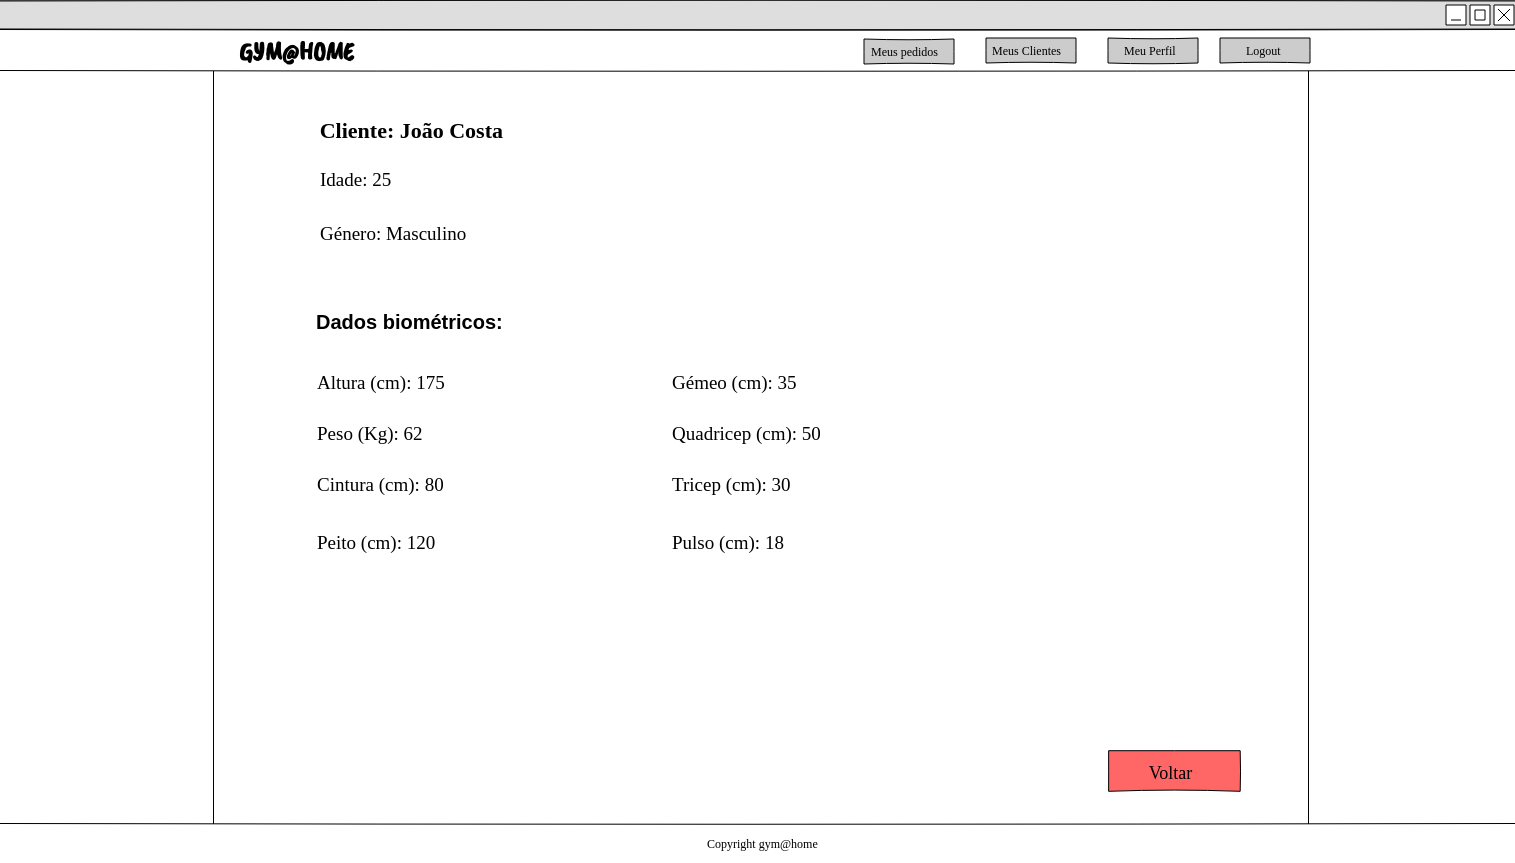 GYM@HOME
Meus pedidos
Meus Clientes
Meu Perfil
Logout
Cliente: João Costa
Idade: 25
Género: Masculino
Dados biométricos:
Altura (cm): 175
Gémeo (cm): 35
Peso (Kg): 62
Quadricep (cm): 50
Cintura (cm): 80
Tricep (cm): 30
Peito (cm): 120
Pulso (cm): 18
Voltar
Copyright gym@home